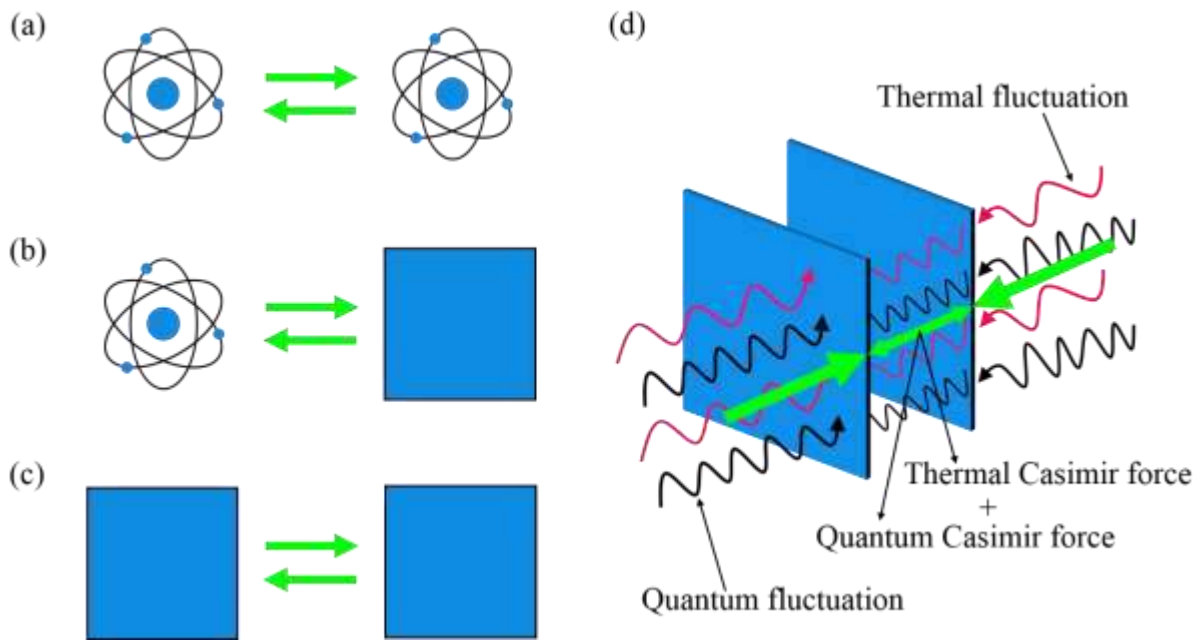 (a)
(b)
(c)
(d)
Thermal fluctuation
Thermal Casimir force
+
Quantum Casimir force
Quantum fluctuation